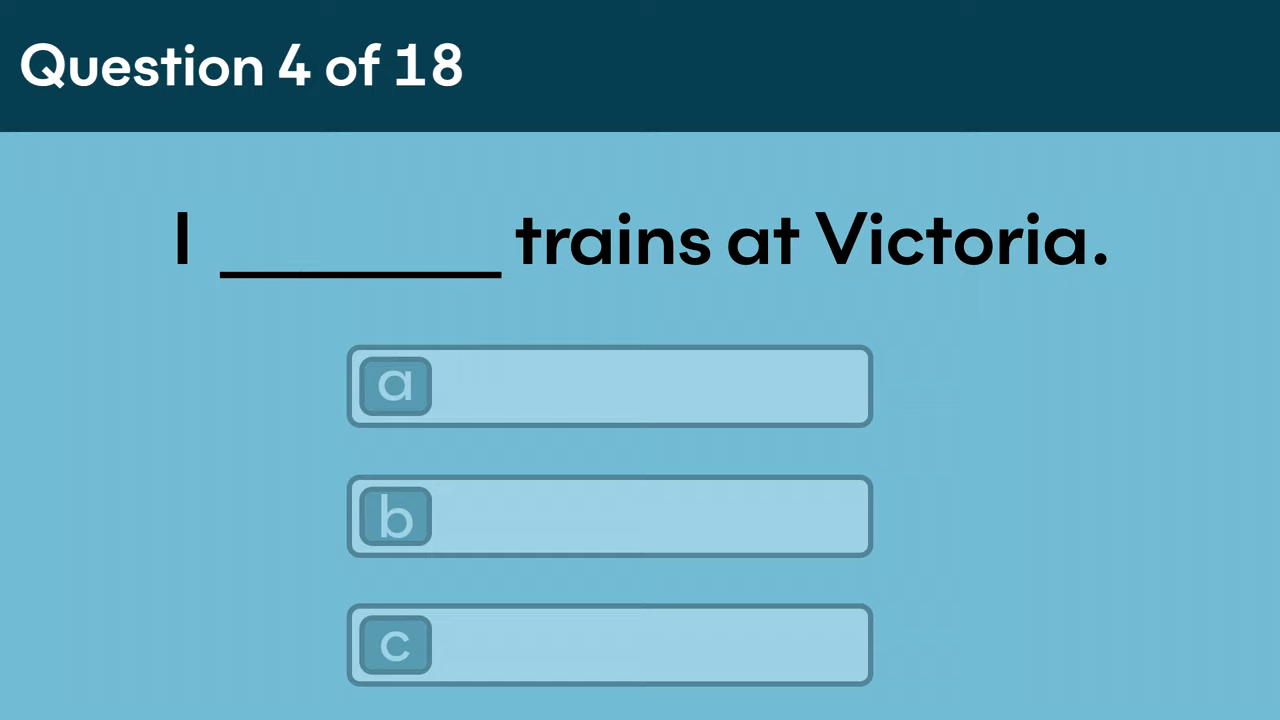 Question 4 of 18
I ________ trains at Victoria.
a
b
c